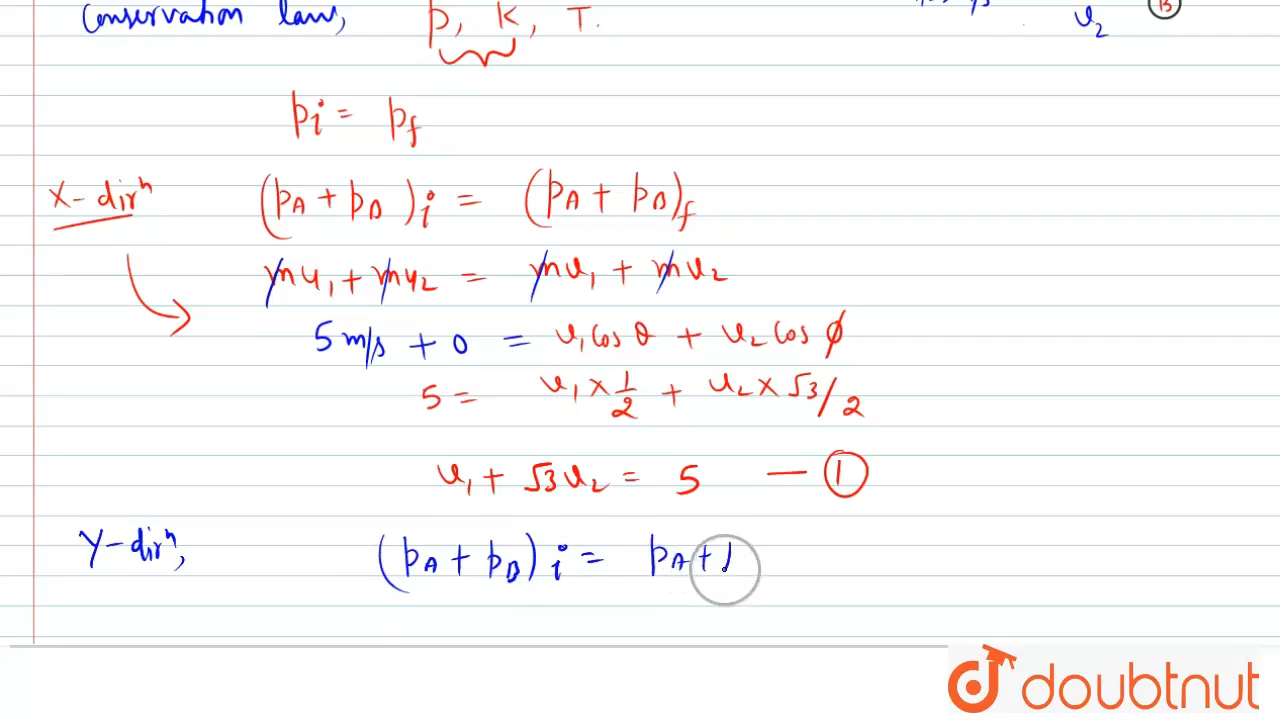 Conservation law, p, K, T.
v₂ B
pi = pf
X-dirⁿ (pA + pB)i = (pA + pB)f
mu₁ + mu₂ = mv₁ + mv₂
5 m/s + 0 = v₁ cos θ + v₂ cos ϕ
5 = v₁ × 1/2 + v₂ × √3/2
v₁ + √3 v₂ = 5 — ①
Y-dirⁿ, (pA + pB)i = pA +
doubtnut